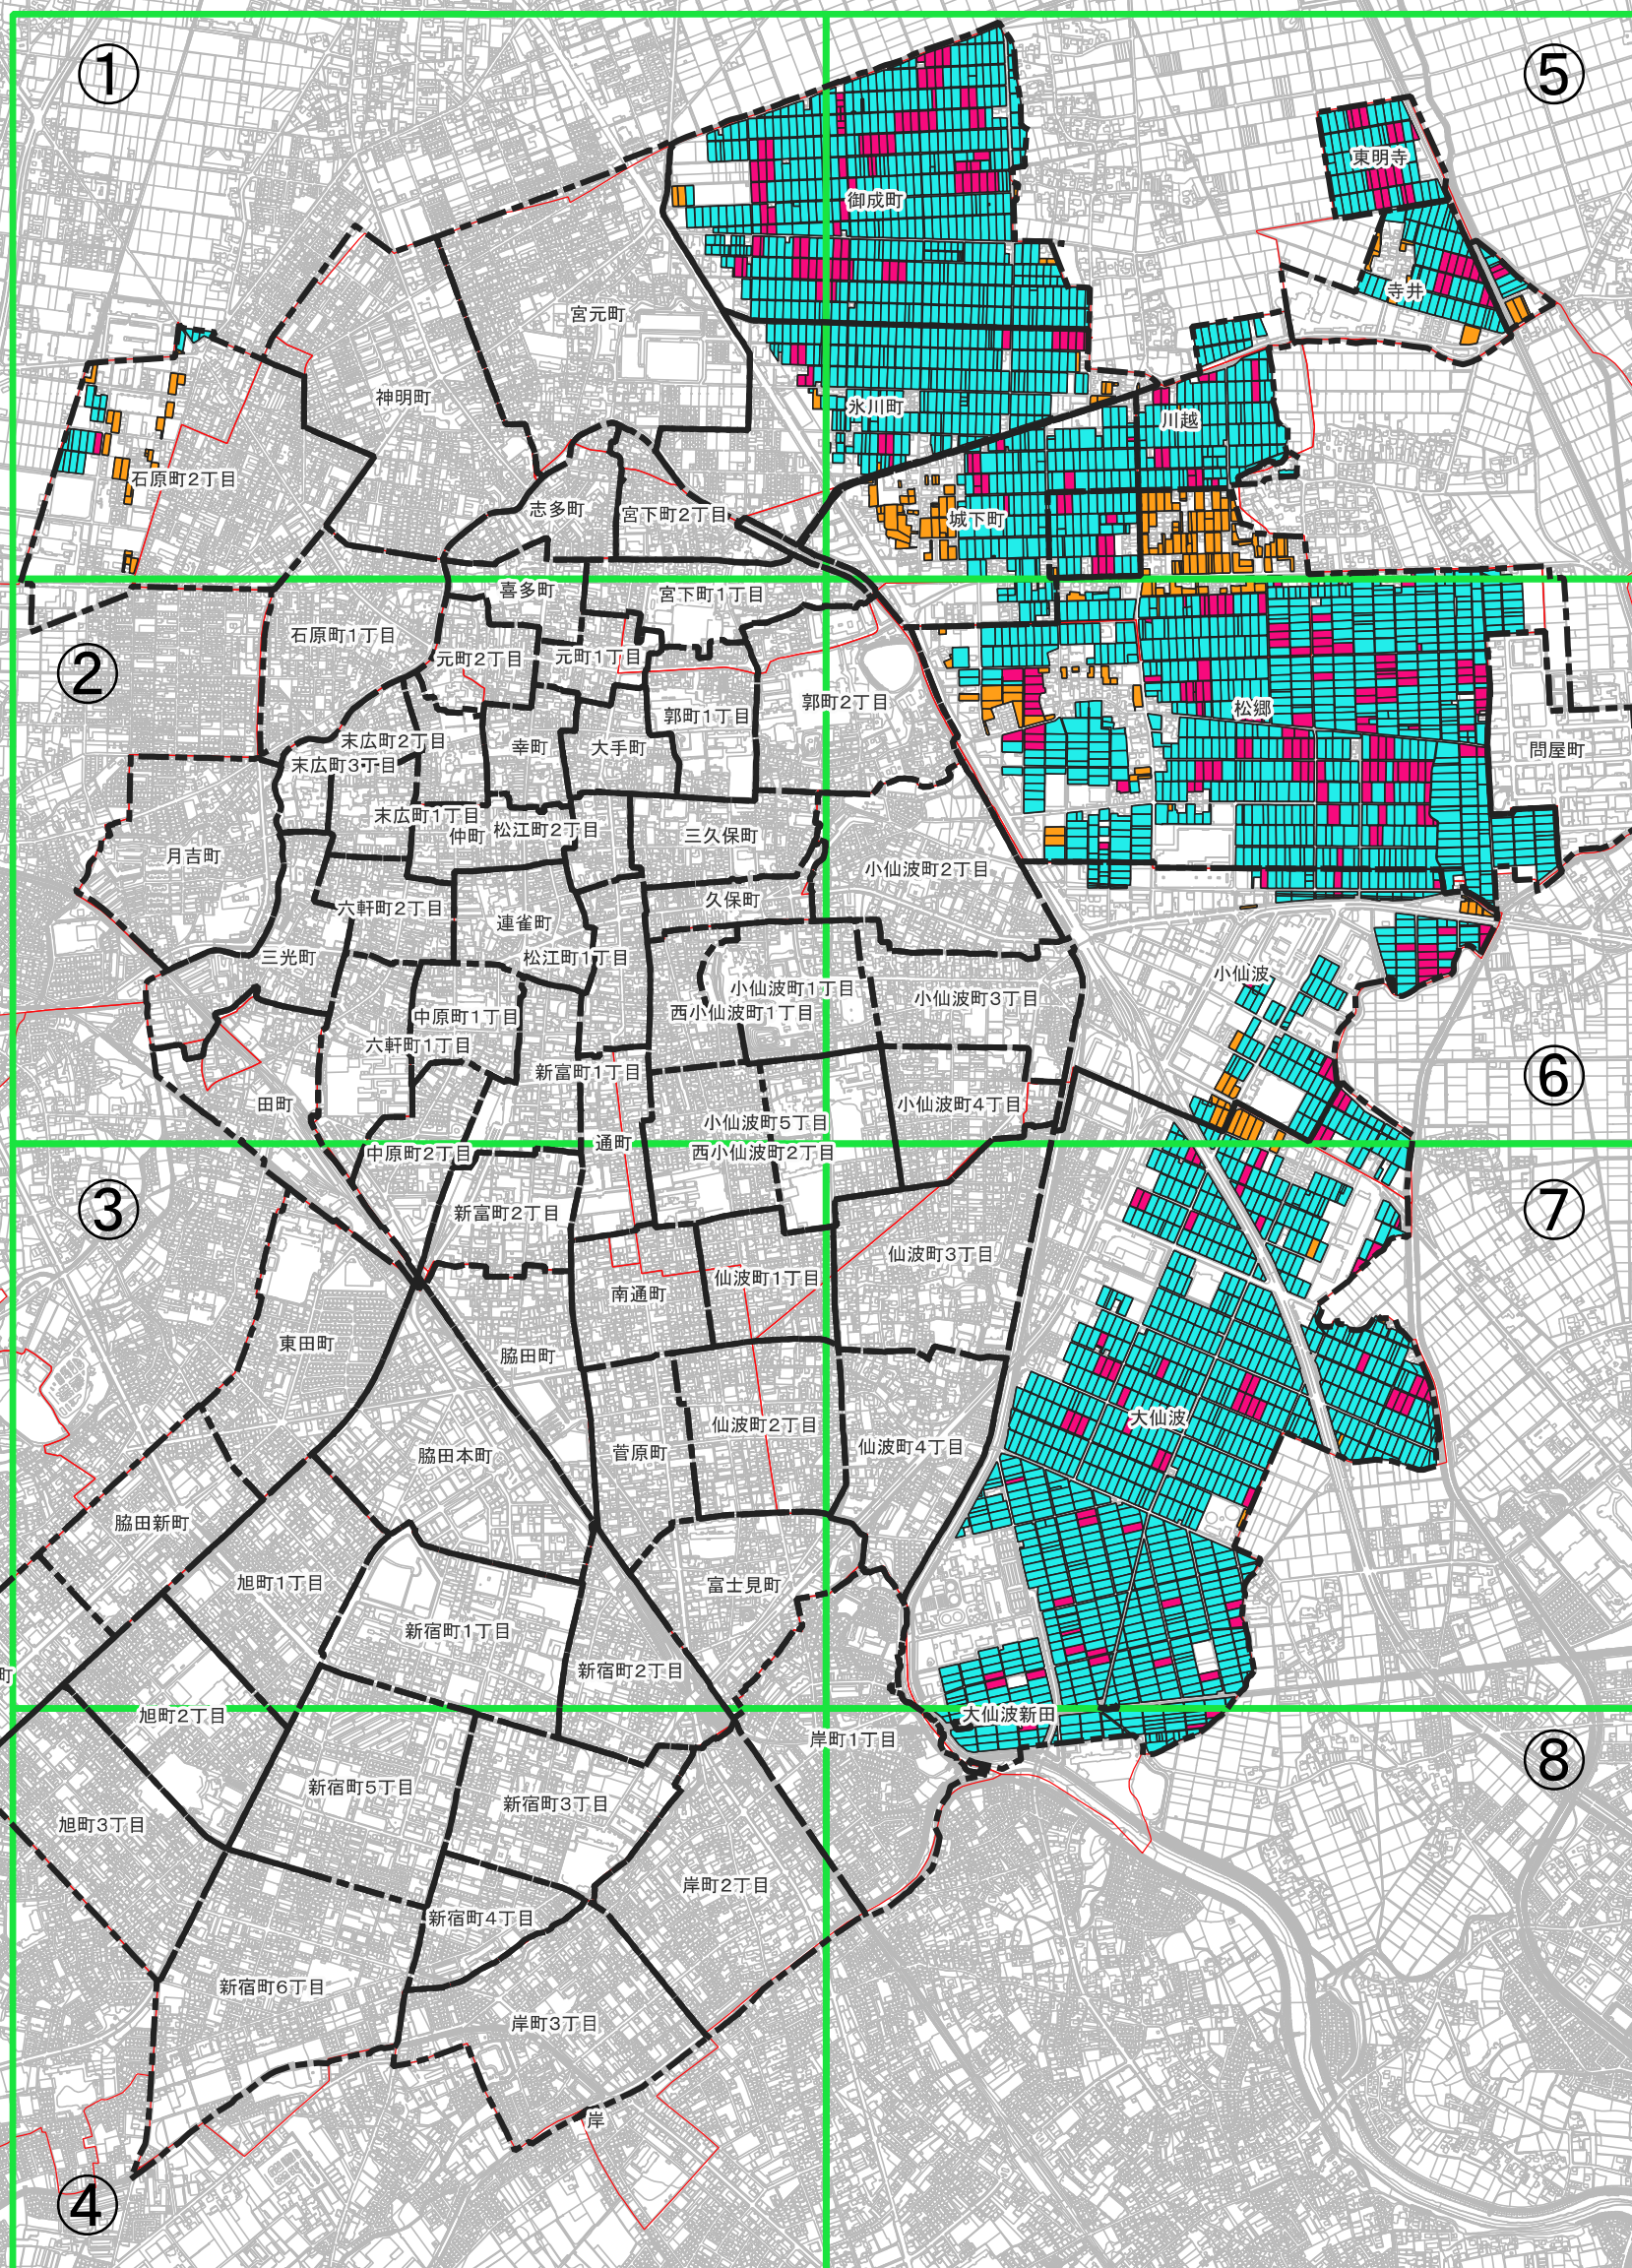 ①
⑤
東明寺
御成町
寺井
宮元町
神明町
氷川町
川越
石原町2丁目
志多町
宮下町2丁目
城下町
喜多町
宮下町1丁目
石原町1丁目
元町2丁目
元町1丁目
②
郭町2丁目
松郷
郭町1丁目
末広町2丁目
幸町
大手町
問屋町
末広町3丁目
末広町1丁目
松江町2丁目
仲町
三久保町
月吉町
小仙波町2丁目
久保町
六軒町2丁目
連雀町
三光町
松江町1丁目
小仙波
小仙波町1丁目
小仙波町3丁目
西小仙波町1丁目
中原町1丁目
六軒町1丁目
新富町1丁目
⑥
田町
小仙波町4丁目
小仙波町5丁目
通町
中原町2丁目
西小仙波町2丁目
③
⑦
新富町2丁目
仙波町3丁目
仙波町1丁目
南通町
東田町
脇田町
大仙波
仙波町2丁目
仙波町4丁目
菅原町
脇田本町
脇田新町
旭町1丁目
富士見町
新宿町1丁目
新宿町2丁目
町
旭町2丁目
大仙波新田
岸町1丁目
⑧
新宿町5丁目
新宿町3丁目
旭町3丁目
岸町2丁目
新宿町4丁目
新宿町6丁目
岸町3丁目
岸
④